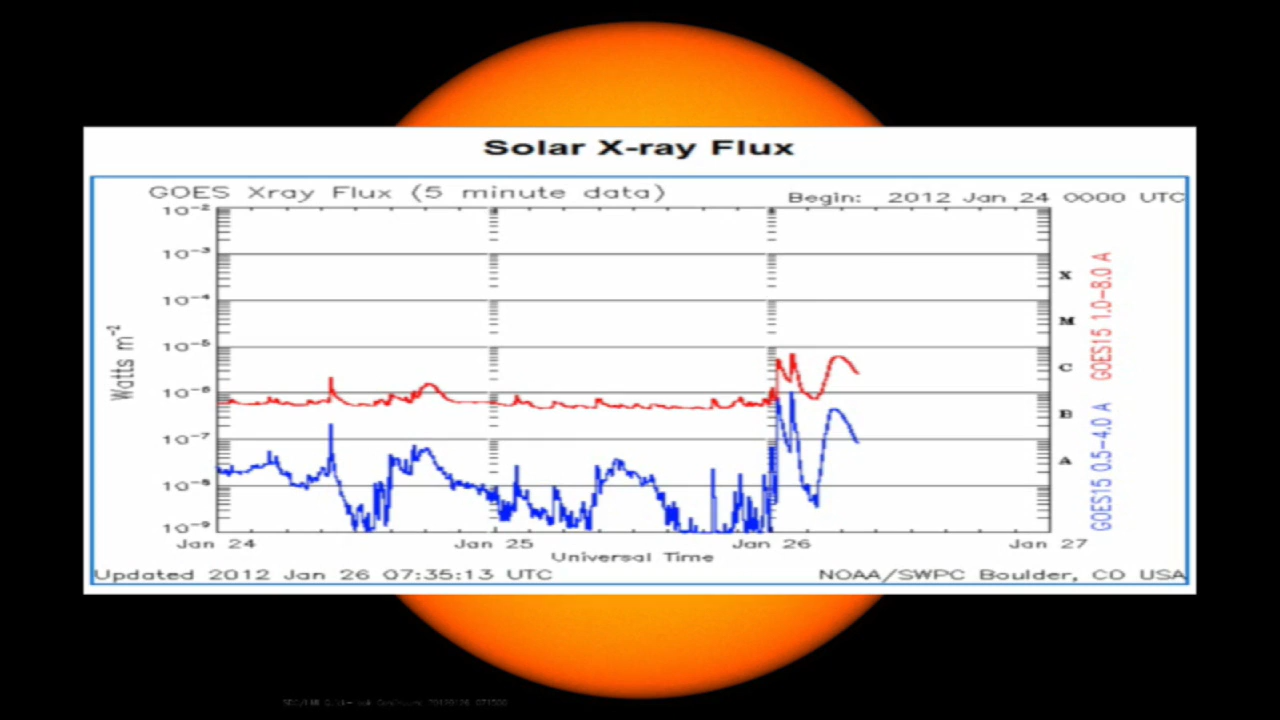 Solar X-ray Flux
GOES Xray Flux (5 minute data)
Begin: 2012 Jan 24 0000 UTC
10⁻²
10⁻³
10⁻⁴
10⁻⁵
10⁻⁶
10⁻⁷
10⁻⁸
10⁻⁹
Watts m⁻²
X
M
C
B
A
GOES15 1.0-8.0 A
GOES15 0.5-4.0 A
Jan 24
Jan 25
Jan 26
Jan 27
Universal Time
Updated 2012 Jan 26 07:35:13 UTC
NOAA/SWPC Boulder, CO USA